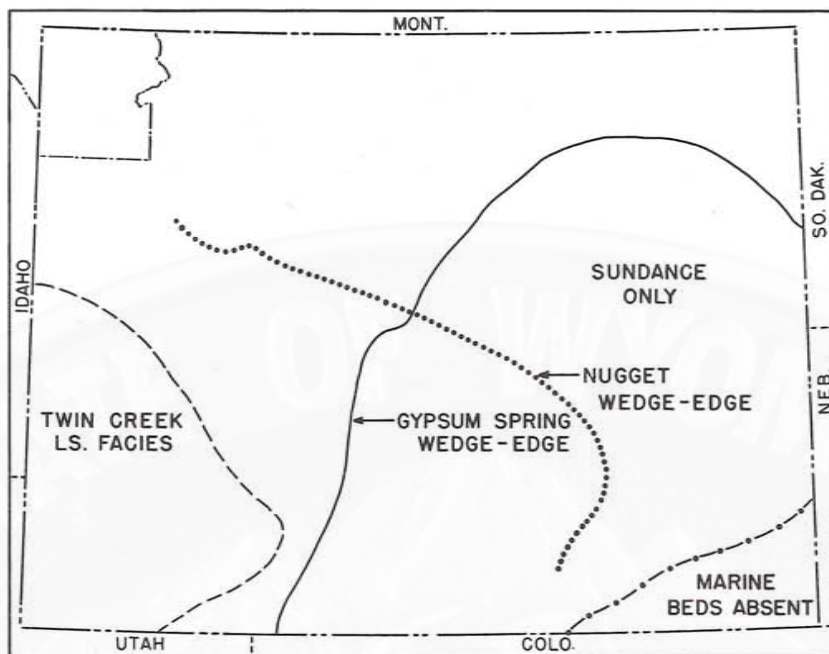 MONT.
SO. DAK.
SUNDANCE
ONLY
IDAHO
NUGGET
WEDGE-EDGE
NEB.
TWIN CREEK
LS. FACIES
GYPSUM SPRING
WEDGE-EDGE
MARINE
BEDS ABSENT
UTAH
COLO.